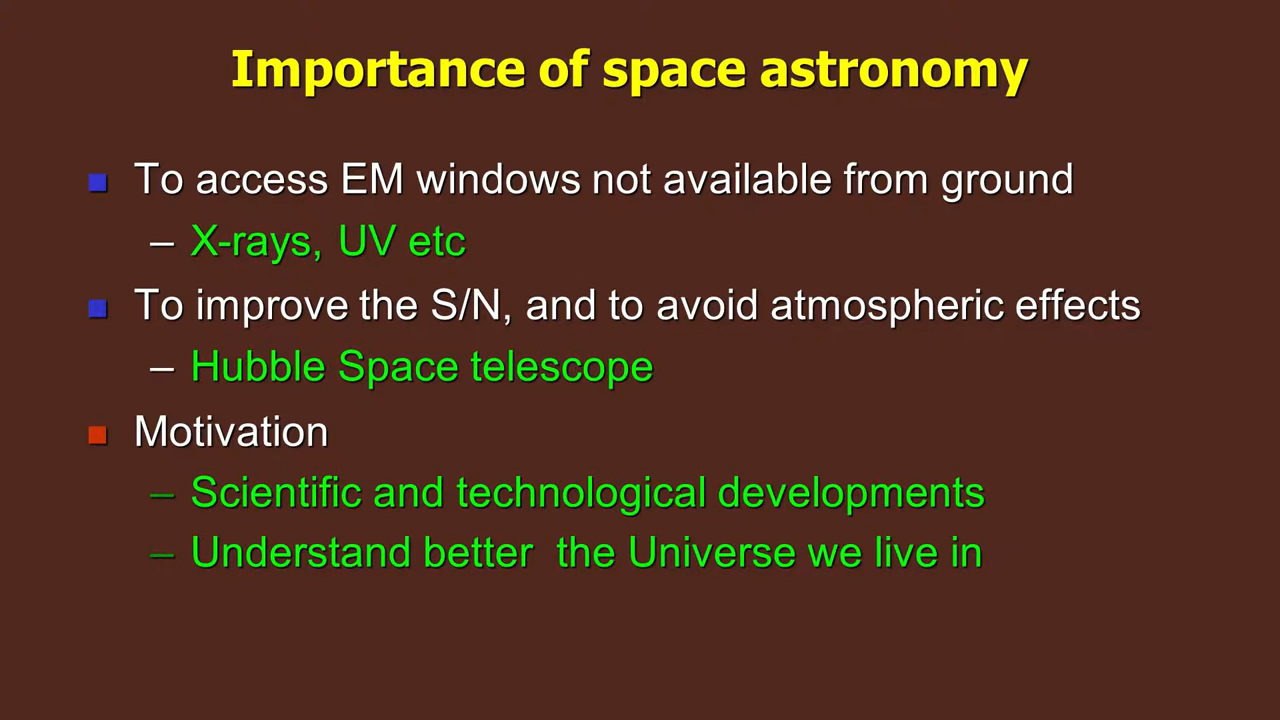 Importance of space astronomy
To access EM windows not available from ground
– X-rays, UV etc
To improve the S/N, and to avoid atmospheric effects
– Hubble Space telescope
Motivation
– Scientific and technological developments
– Understand better  the Universe we live in